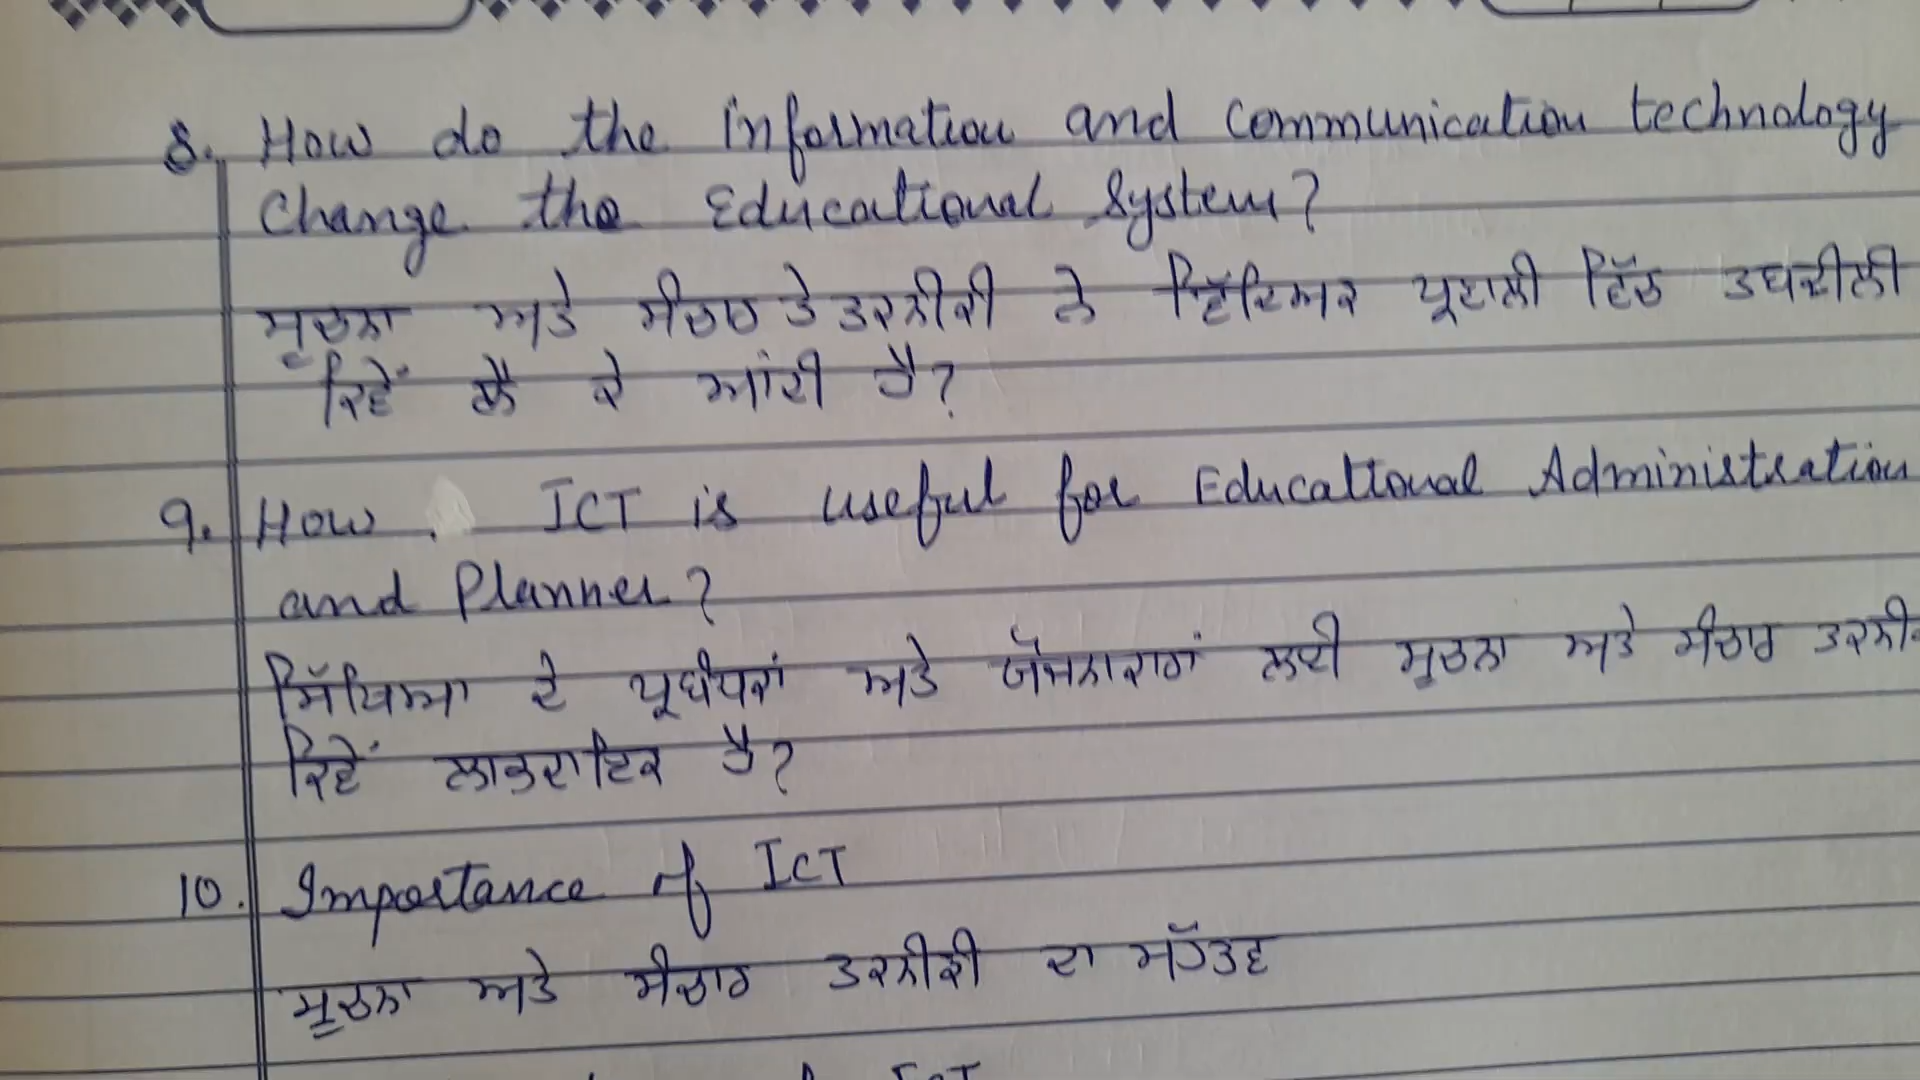 8. How do the information and communication technology
change the Educational System?
ਸੂਚਨਾ ਅਤੇ ਸੰਚਾਰ ਤੇ ਤਕਨੀਕੀ ਨੇ ਵਿੱਦਿਅਕ ਪ੍ਰਣਾਲੀ ਵਿੱਚ ਤਬਦੀਲੀ
ਕਿਵੇਂ ਲੈ ਕੇ ਆਂਦੀ ਹੈ?
9. How ICT is useful for Educational Administration
and Planner?
ਸਿੱਖਿਆ ਦੇ ਪ੍ਰਬੰਧਕਾਂ ਅਤੇ ਯੋਜਨਾਕਾਰਾਂ ਲਈ ਸੂਚਨਾ ਅਤੇ ਸੰਚਾਰ ਤਕਨੀਕ
ਕਿਵੇਂ ਲਾਭਦਾਇਕ ਹੈ?
10. Importance of ICT
ਸੂਚਨਾ ਅਤੇ ਸੰਚਾਰ ਤਕਨੀਕੀ ਦਾ ਮਹੱਤਵ
ICT